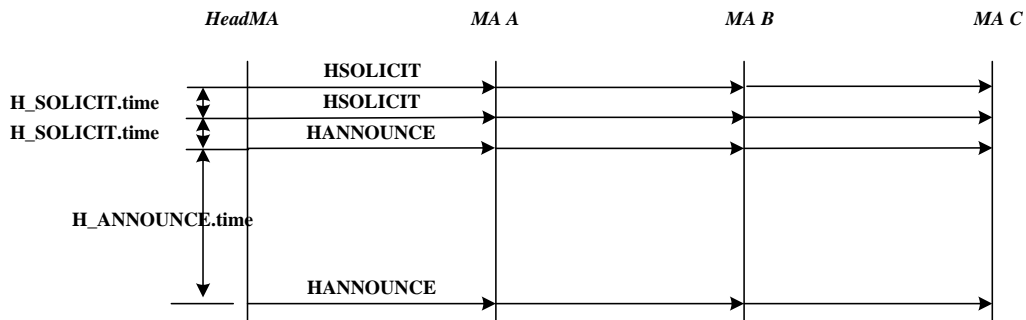 HeadMA MA A MA B MA C
HSOLICIT
H_SOLICIT.time HSOLICIT
H_SOLICIT.time HANNOUNCE
H_ANNOUNCE.time
HANNOUNCE